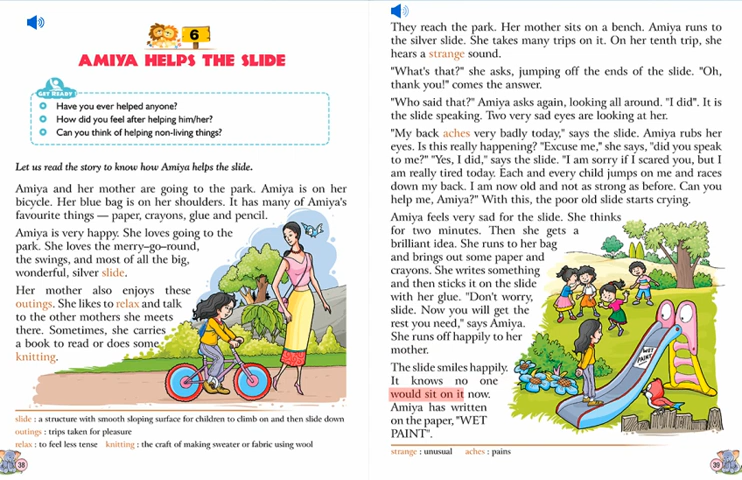 6
AMIYA HELPS THE SLIDE
GET READY
Have you ever helped anyone?
How did you feel after helping him/her?
Can you think of helping non-living things?
Let us read the story to know how Amiya helps the slide.
Amiya and her mother are going to the park. Amiya is on her
bicycle. Her blue bag is on her shoulders. It has many of Amiya's
favourite things — paper, crayons, glue and pencil.
Amiya is very happy. She loves going to the
park. She loves the merry–go–round,
the swings, and most of all the big,
wonderful, silver slide.
Her mother also enjoys these
outings. She likes to relax and talk
to the other mothers she meets
there. Sometimes, she carries
a book to read or does some
knitting.
slide : a structure with smooth sloping surface for children to climb on and then slide down
outings : trips taken for pleasure
relax : to feel less tense knitting : the craft of making sweater or fabric using wool
38
They reach the park. Her mother sits on a bench. Amiya runs to
the silver slide. She takes many trips on it. On her tenth trip, she
hears a strange sound.
"What's that?" she asks, jumping off the ends of the slide. "Oh,
thank you!" comes the answer.
"Who said that?" Amiya asks again, looking all around. "I did". It is
the slide speaking. Two very sad eyes are looking at her.
"My back aches very badly today," says the slide. Amiya rubs her
eyes. Is this really happening? "Excuse me," she says, "did you speak
to me?" "Yes, I did," says the slide. "I am sorry if I scared you, but I
am really tired today. Each and every child jumps on me and races
down my back. I am now old and not as strong as before. Can you
help me, Amiya?" With this, the poor old slide starts crying.
Amiya feels very sad for the slide. She thinks
for two minutes. Then she gets a
brilliant idea. She runs to her bag
and brings out some paper and
crayons. She writes something
and then sticks it on the slide
with her glue. "Don't worry,
slide. Now you will get the
rest you need," says Amiya.
She runs off happily to her
mother.
The slide smiles happily.
It knows no one
would sit on it now.
Amiya has written
on the paper, "WET
PAINT".
WET
PAINT
strange : unusual aches : pains
39